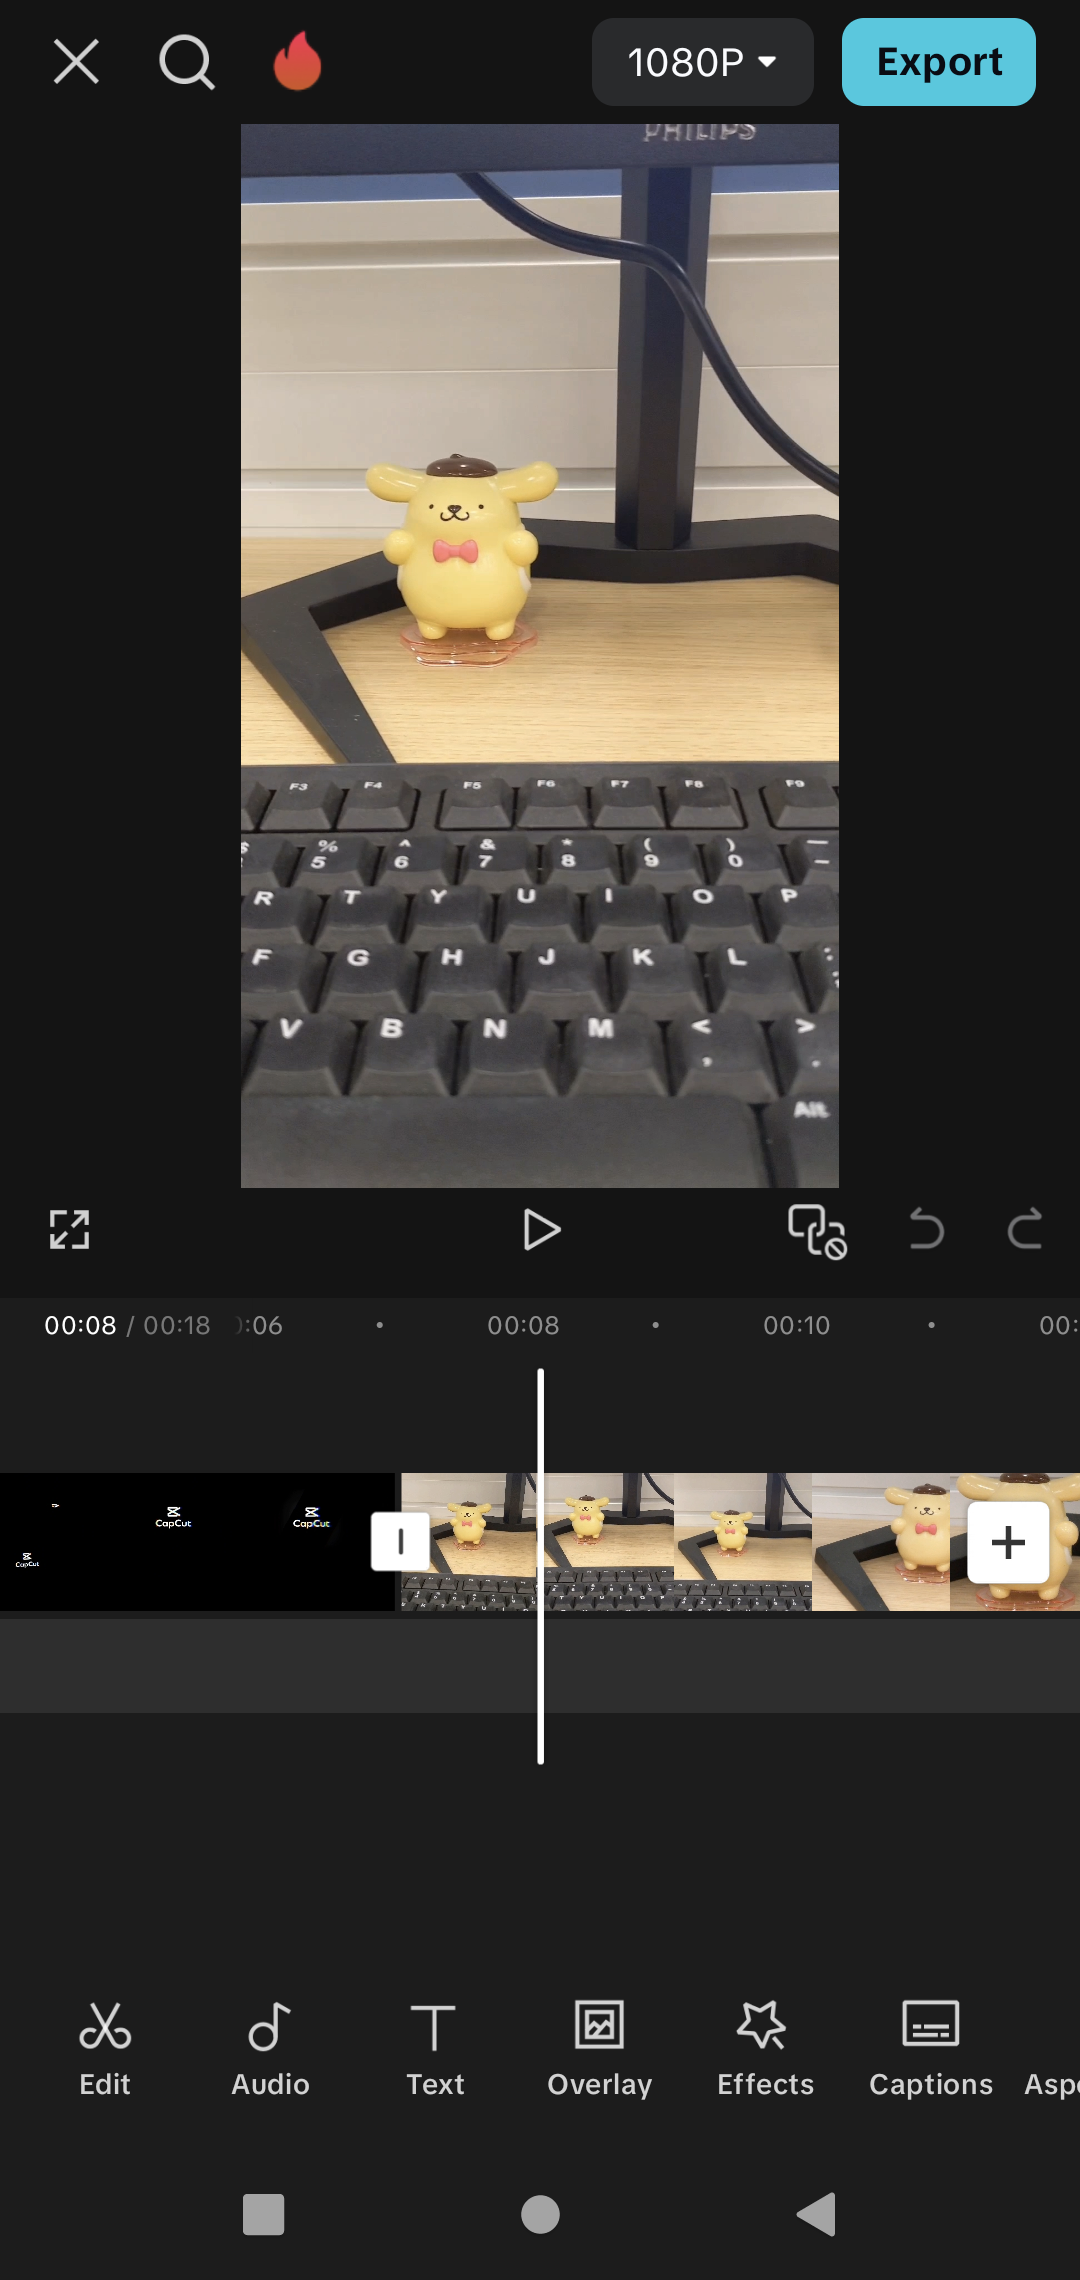 1080P
Export
PHILIPS
F3 F4 F5 F6 F7 F8 F9
$ % ^ & * ( ) —
5 6 7 8 9 0 –
R T Y U I O P
F G H J K L :
;
V B N M < >
, .
Alt
00:08 / 00:18 :06 00:08 00:10 00:
CapCut CapCut CapCut
Edit Audio Text Overlay Effects Captions Aspe